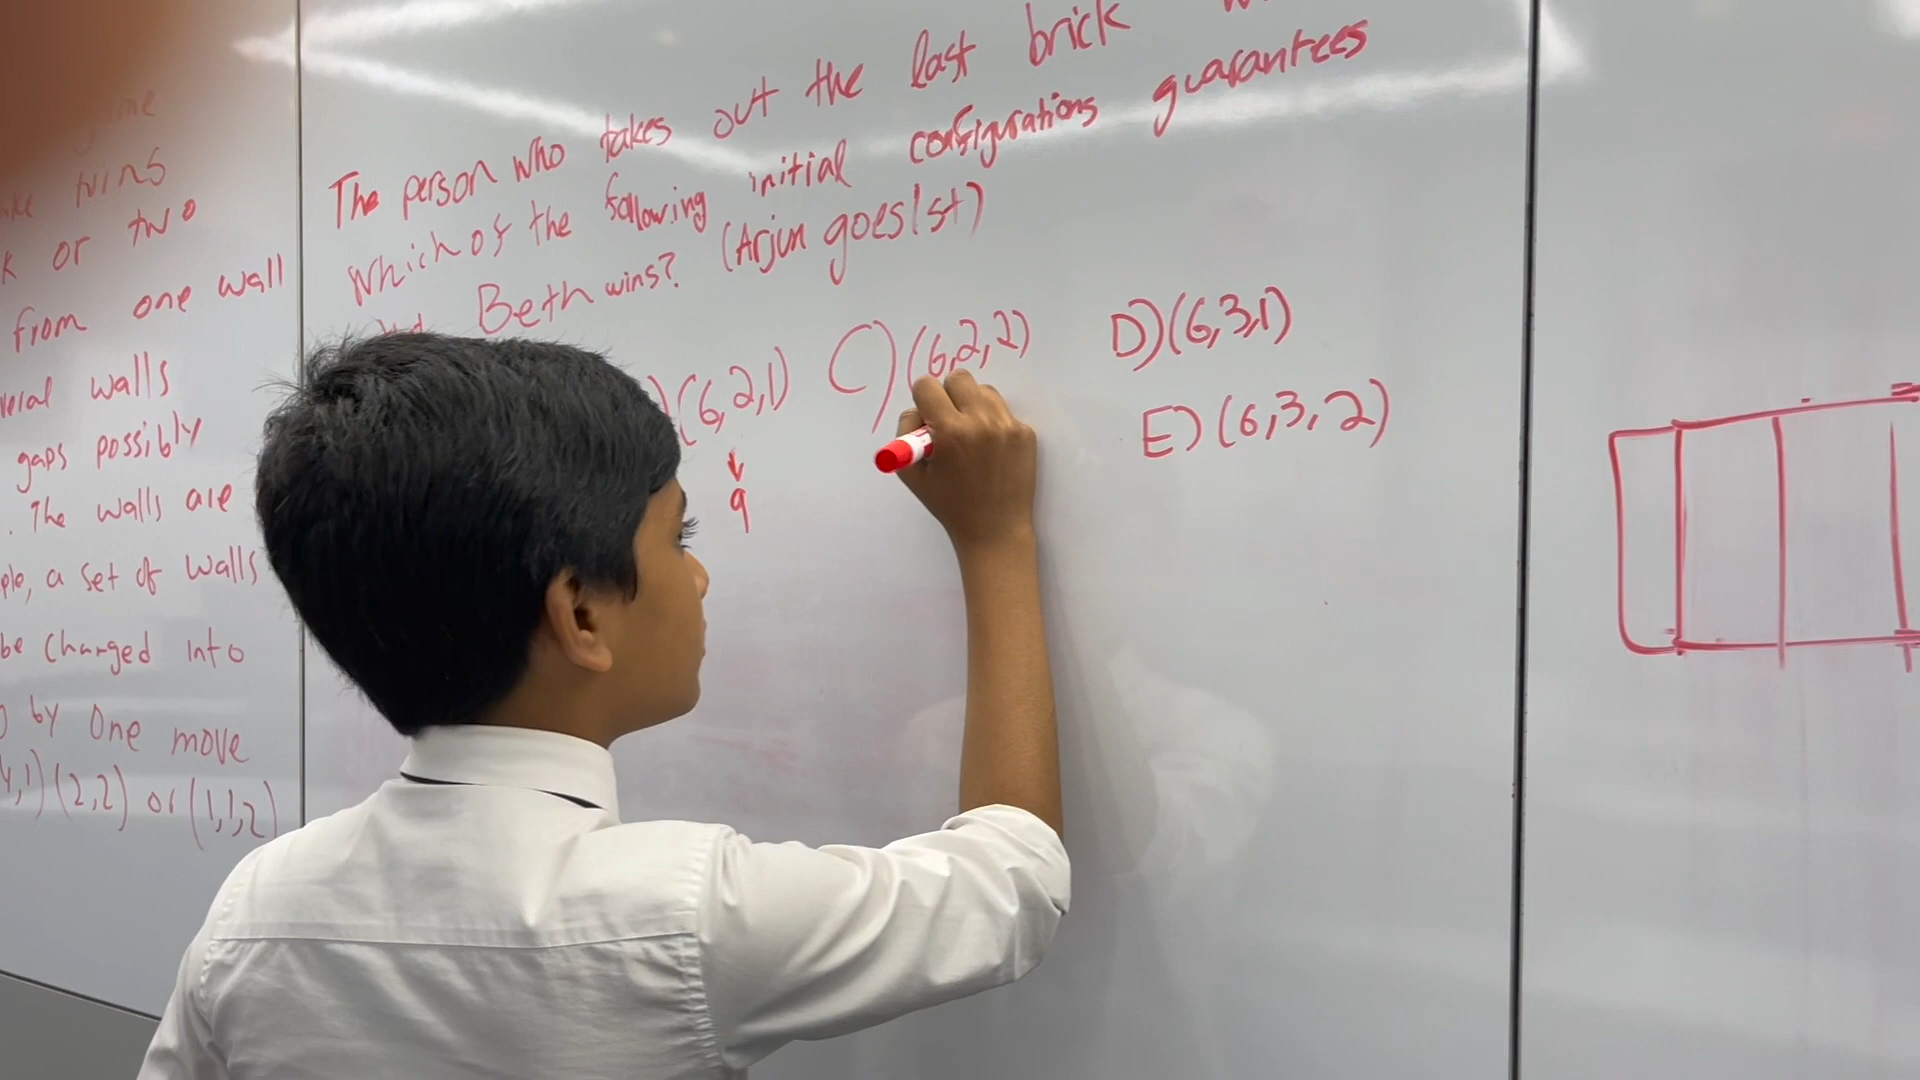 me
wins
or two
from one wall
walls
gaps possibly
. The walls are
a set of walls
be changed into
by one move
,1) (2,2) or (1,1,2)
The person who takes out the last brick
which of the following initial configurations guarantees
Beth wins? (Arjun goes 1st)
(6,2,1) C) (6,2,2) D) (6,3,1)
9
E) (6,3,2)